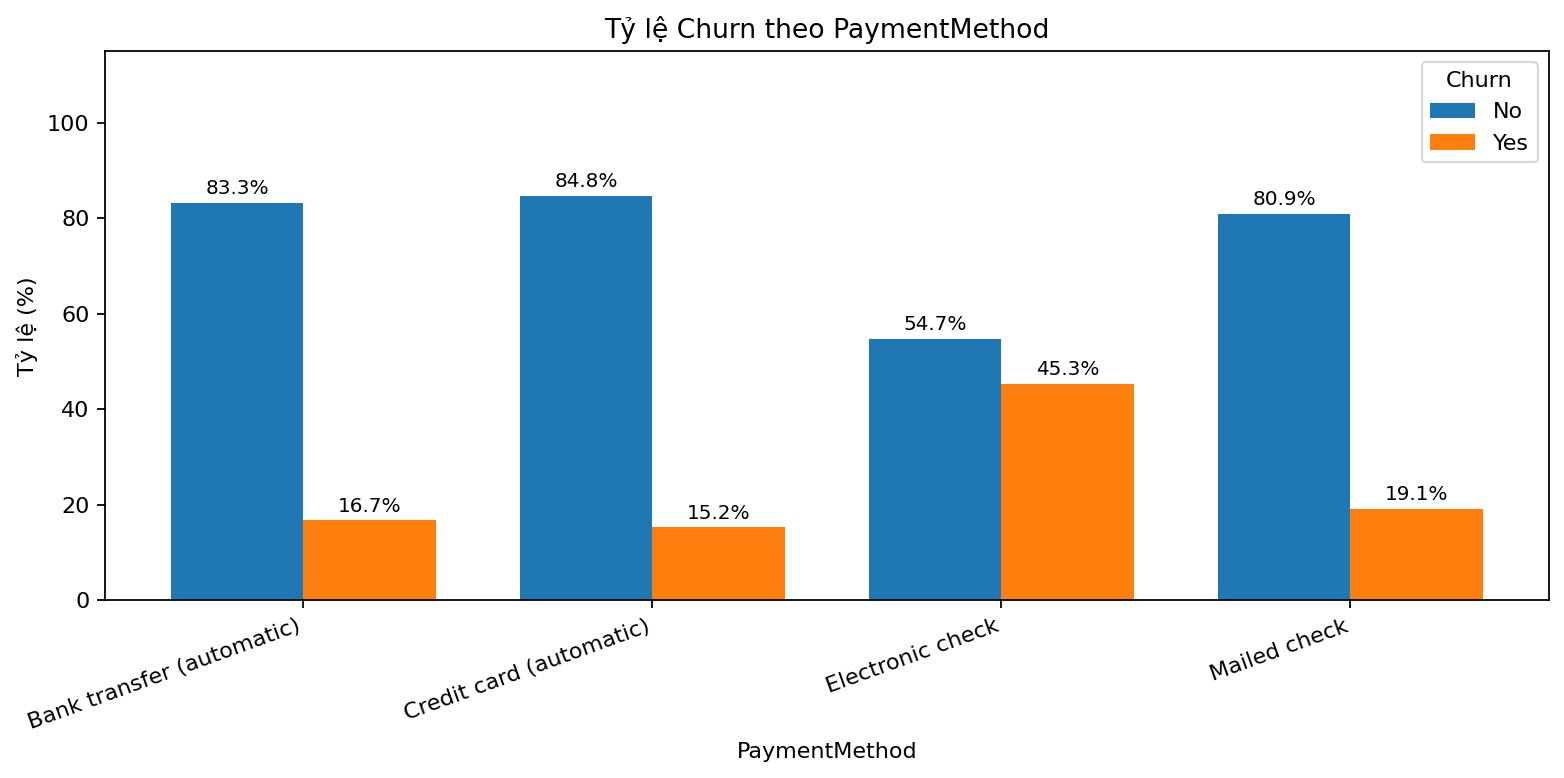 Tỷ lệ Churn theo PaymentMethod
Churn
No
Yes
Tỷ lệ (%)
100
80
60
40
20
0
83.3%
16.7%
84.8%
15.2%
54.7%
45.3%
80.9%
19.1%
Bank transfer (automatic)
Credit card (automatic)
Electronic check
Mailed check
PaymentMethod